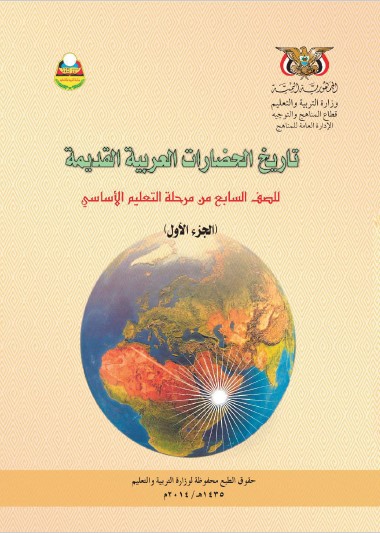 الجمهورية اليمنية
وزارة التربية والتعليم
قطاع المناهج والتوجيه
الإدارة العامة للمناهج
تاريخ الحضارات العربية القديمة
للصف السابع من مرحلة التعليم الأساسي
(الجزء الأول)
حقوق الطبع محفوظة لوزارة التربية والتعليم
١٤٣٥هـ/٢٠١٤م